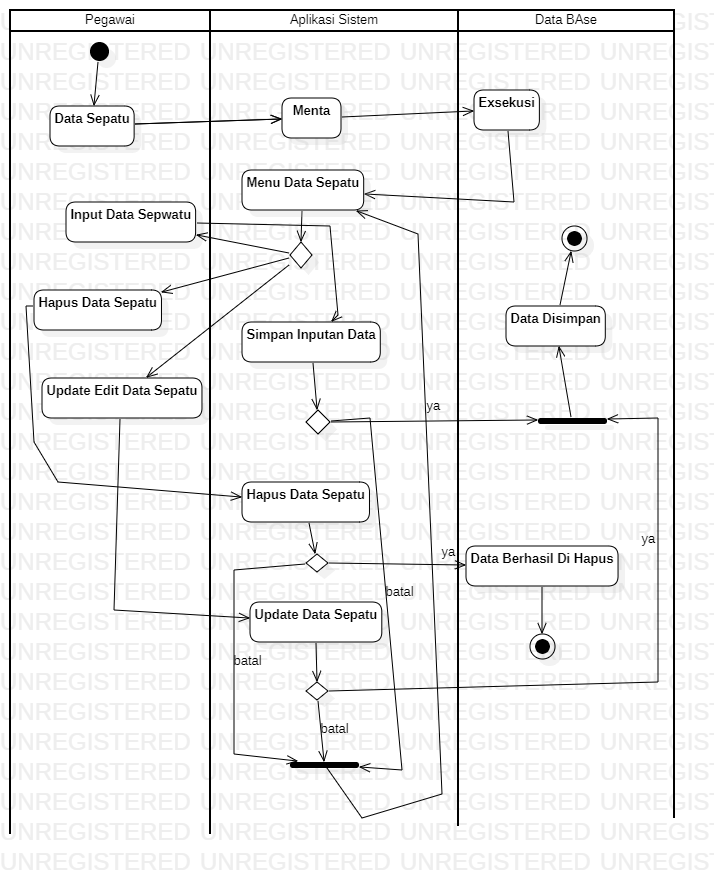 Pegawai
Aplikasi Sistem
Data BAse
Data Sepatu
Menta
Exsekusi
Menu Data Sepatu
Input Data Sepwatu
Hapus Data Sepatu
Simpan Inputan Data
Data Disimpan
Update Edit Data Sepatu
ya
Hapus Data Sepatu
ya
ya
Data Berhasil Di Hapus
batal
Update Data Sepatu
batal
batal
UNREGISTERED